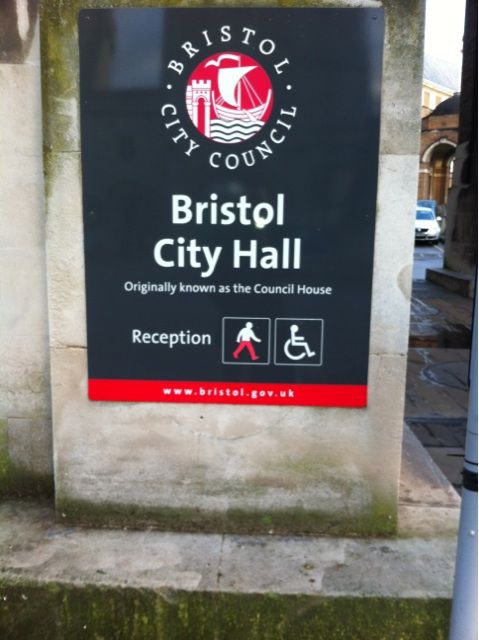 BRISTOL
CITY COUNCIL
Bristol
City Hall
Originally known as the Council House
Reception
www.bristol.gov.uk